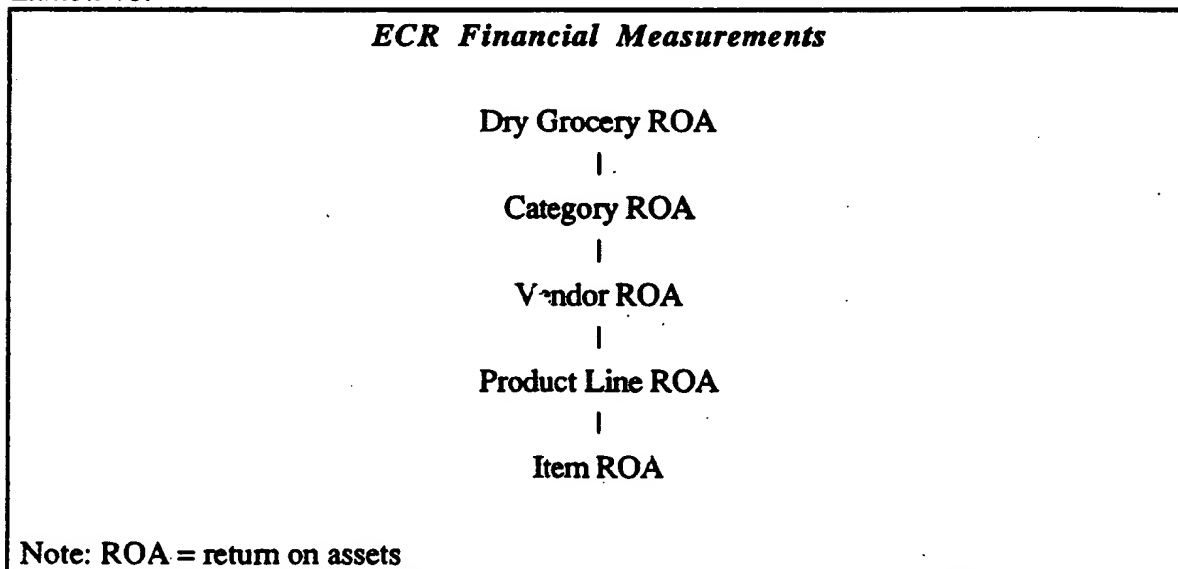 ECR Financial Measurements
Dry Grocery ROA
|
Category ROA
|
Vendor ROA
|
Product Line ROA
|
Item ROA
Note: ROA = return on assets